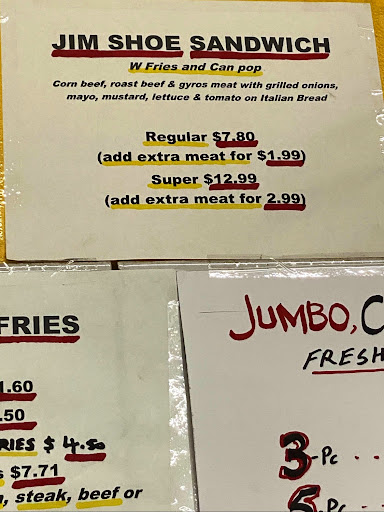 JIM SHOE SANDWICH
W Fries and Can pop
Corn beef, roast beef & gyros meat with grilled onions,
mayo, mustard, lettuce & tomato on Italian Bread
Regular $7.80
(add extra meat for $1.99)
Super $12.99
(add extra meat for 2.99)
FRIES
1.60
.50
RIES $ 4.50
$7.71
steak, beef or
JUMBO, C
FRESH
3-Pc ..
5-Pc.